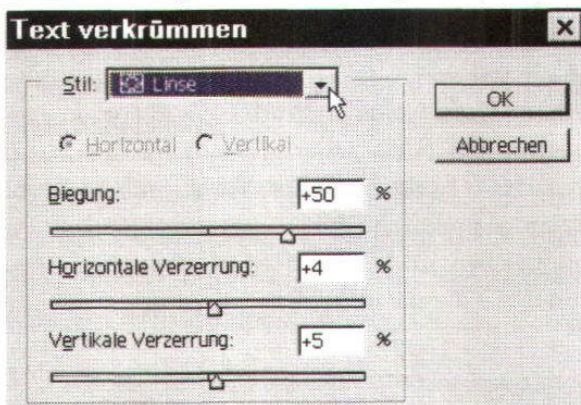 Text verkrümmen
Stil: Linse
OK
Horizontal Vertikal
Abbrechen
Biegung: +50 %
Horizontale Verzerrung: +4 %
Vertikale Verzerrung: +5 %